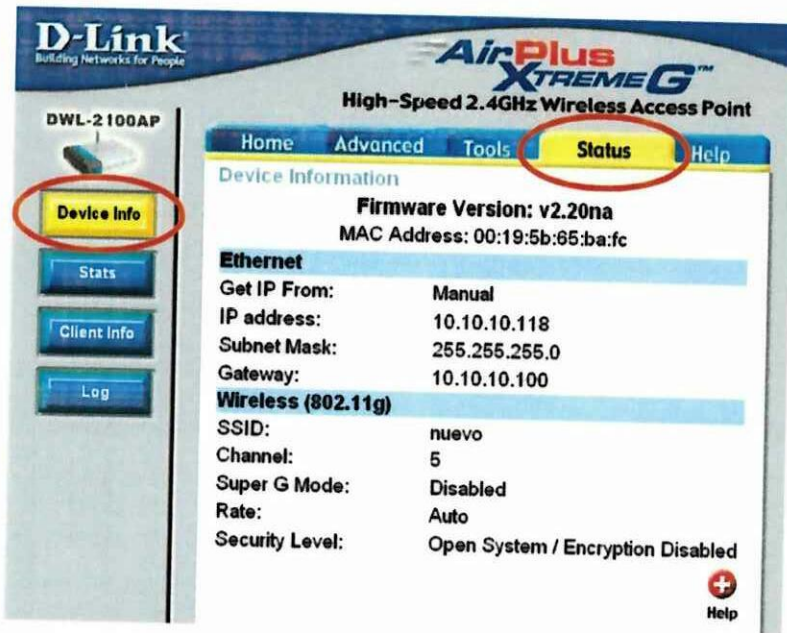 D-Link
Building Networks for People
AirPlus
XTREME G™
High-Speed 2.4GHz Wireless Access Point
DWL-2100AP
Home Advanced Tools Status Help
Device Info
Stats
Client Info
Log
Device Information
Firmware Version: v2.20na
MAC Address: 00:19:5b:65:ba:fc
Ethernet
Get IP From: Manual
IP address: 10.10.10.118
Subnet Mask: 255.255.255.0
Gateway: 10.10.10.100
Wireless (802.11g)
SSID: nuevo
Channel: 5
Super G Mode: Disabled
Rate: Auto
Security Level: Open System / Encryption Disabled
Help